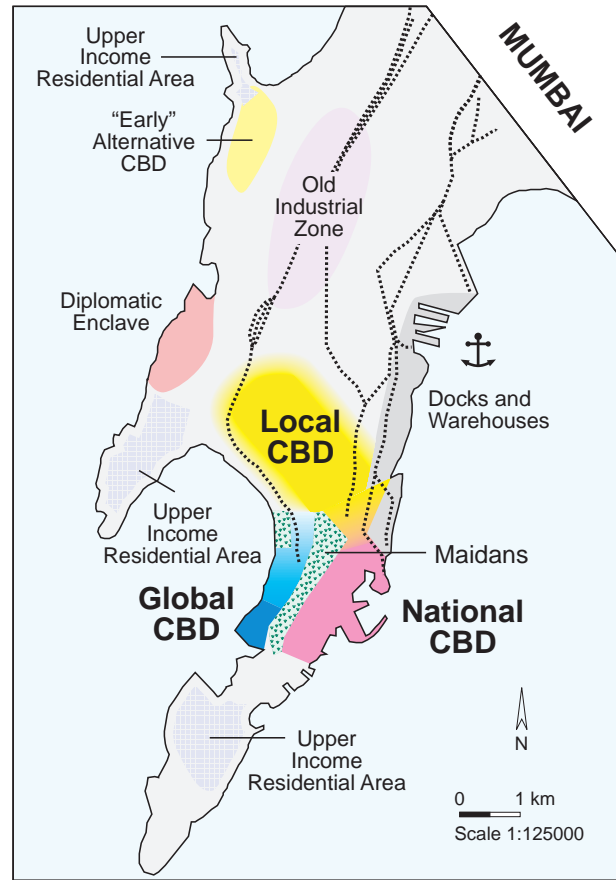 MUMBAI
Upper
Income
Residential Area
“Early”
Alternative
CBD
Old
Industrial
Zone
Diplomatic
Enclave
Docks and
Warehouses
Local
CBD
Upper
Income
Residential Area
Maidans
Global
CBD
National
CBD
Upper
Income
Residential Area
N
0 1 km
Scale 1:125000